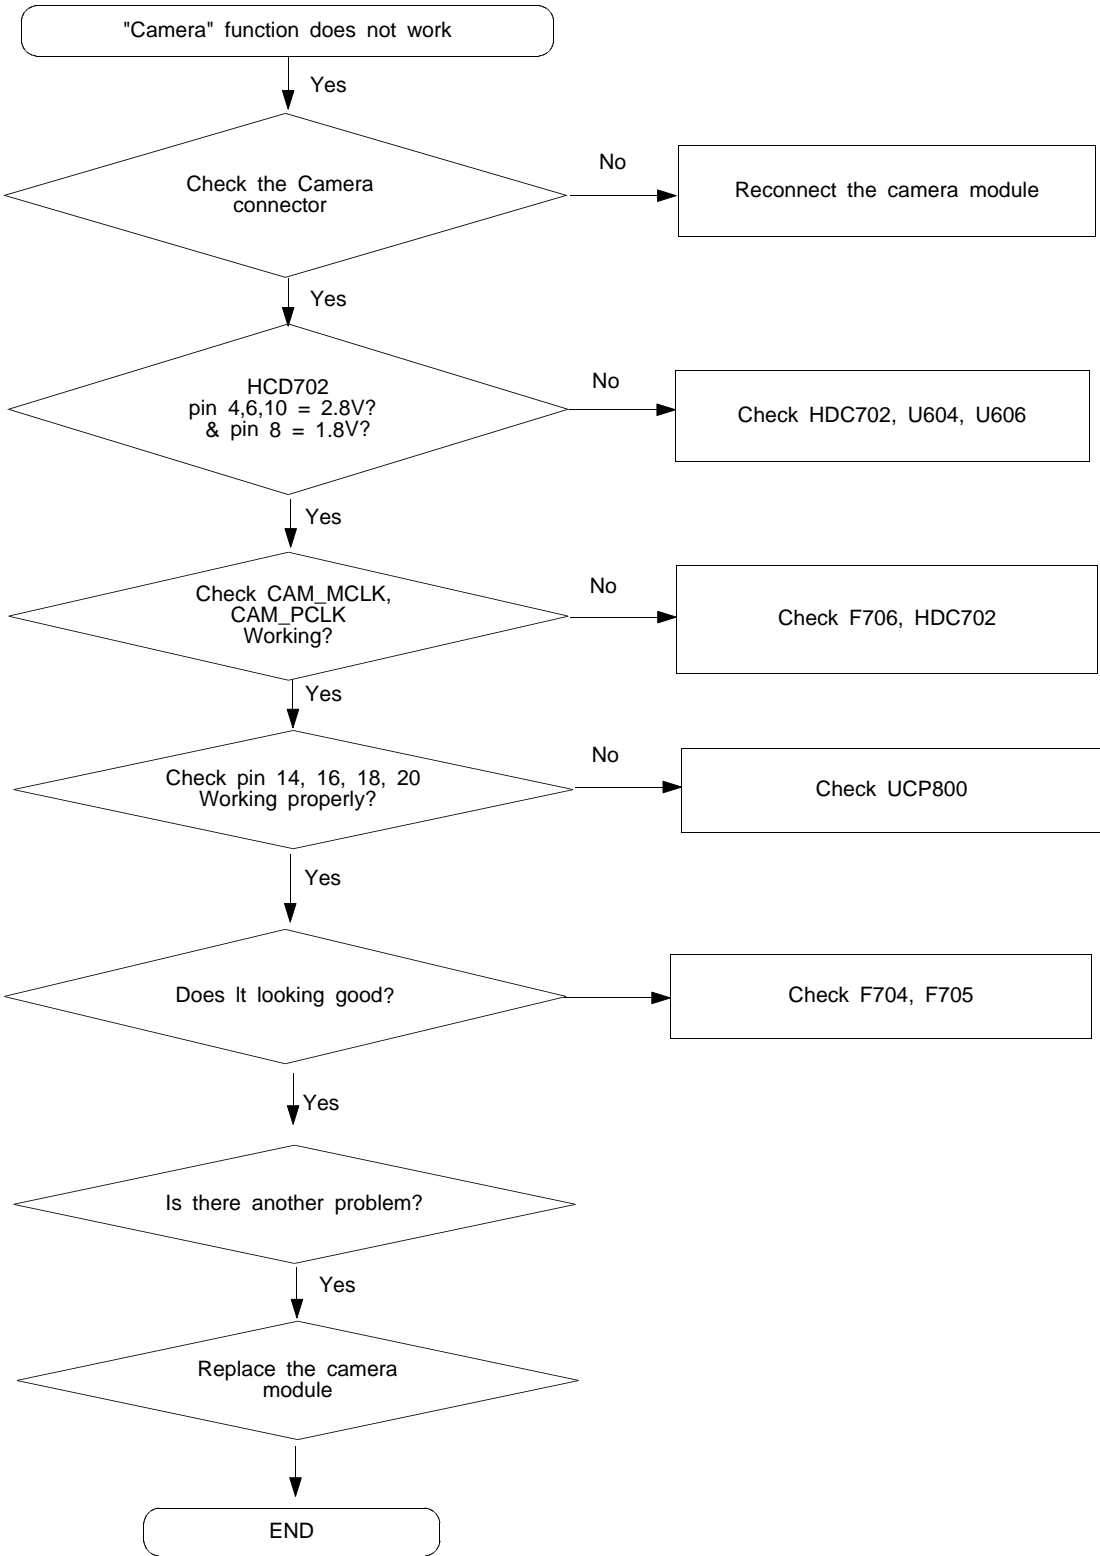 "Camera" function does not work
Yes
Check the Camera
connector
No
Reconnect the camera module
Yes
HCD702
pin 4,6,10 = 2.8V?
& pin 8 = 1.8V?
No
Check HDC702, U604, U606
Yes
Check CAM_MCLK,
CAM_PCLK
Working?
No
Check F706, HDC702
Yes
Check pin 14, 16, 18, 20
Working properly?
No
Check UCP800
Yes
Does It looking good?
Check F704, F705
Yes
Is there another problem?
Yes
Replace the camera
module
END